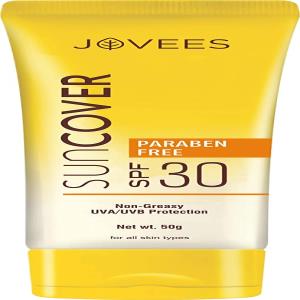 JOVEES
SUNCOVER
PARABEN
FREE
SPF 30
Non-Greasy
UVA/UVB Protection
Net wt. 50g
for all skin types